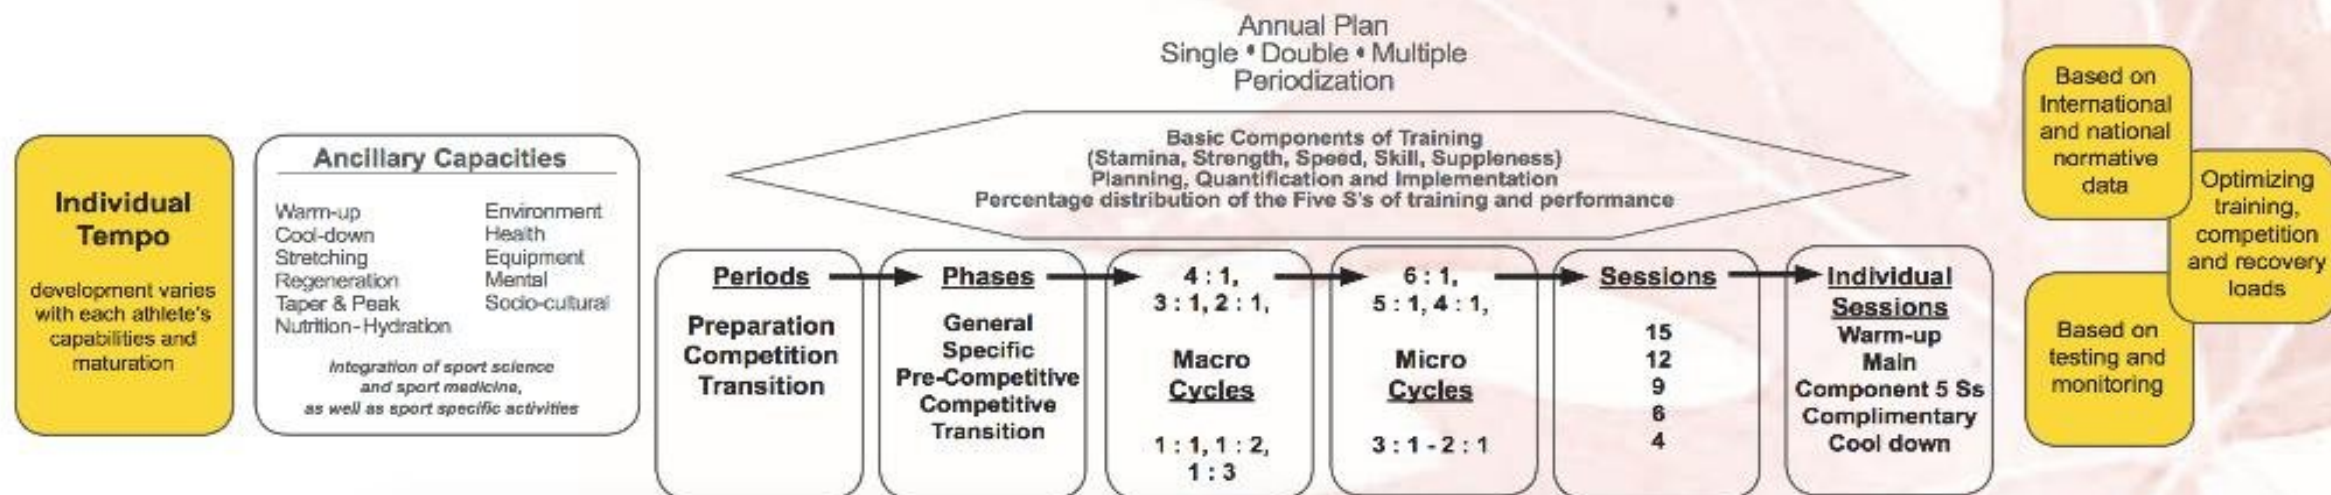 Annual Plan
Single • Double • Multiple
Periodization
Basic Components of Training
(Stamina, Strength, Speed, Skill, Suppleness)
Planning, Quantification and Implementation
Percentage distribution of the Five S's of training and performance
Individual
Tempo
development varies
with each athlete's
capabilities and
maturation
Ancillary Capacities
Warm-up
Cool-down
Stretching
Regeneration
Taper & Peak
Nutrition-Hydration
Environment
Health
Equipment
Mental
Socio-cultural
Integration of sport science
and sport medicine,
as well as sport specific activities
Periods
Preparation
Competition
Transition
Phases
General
Specific
Pre-Competitive
Competitive
Transition
4 : 1,
3 : 1, 2 : 1,
Macro
Cycles
1 : 1, 1 : 2,
1 : 3
6 : 1,
5 : 1, 4 : 1,
Micro
Cycles
3 : 1 - 2 : 1
Sessions
15
12
9
6
4
Individual
Sessions
Warm-up
Main
Component 5 Ss
Complimentary
Cool down
Based on
International
and national
normative
data
Optimizing
training,
competition
and recovery
loads
Based on
testing and
monitoring